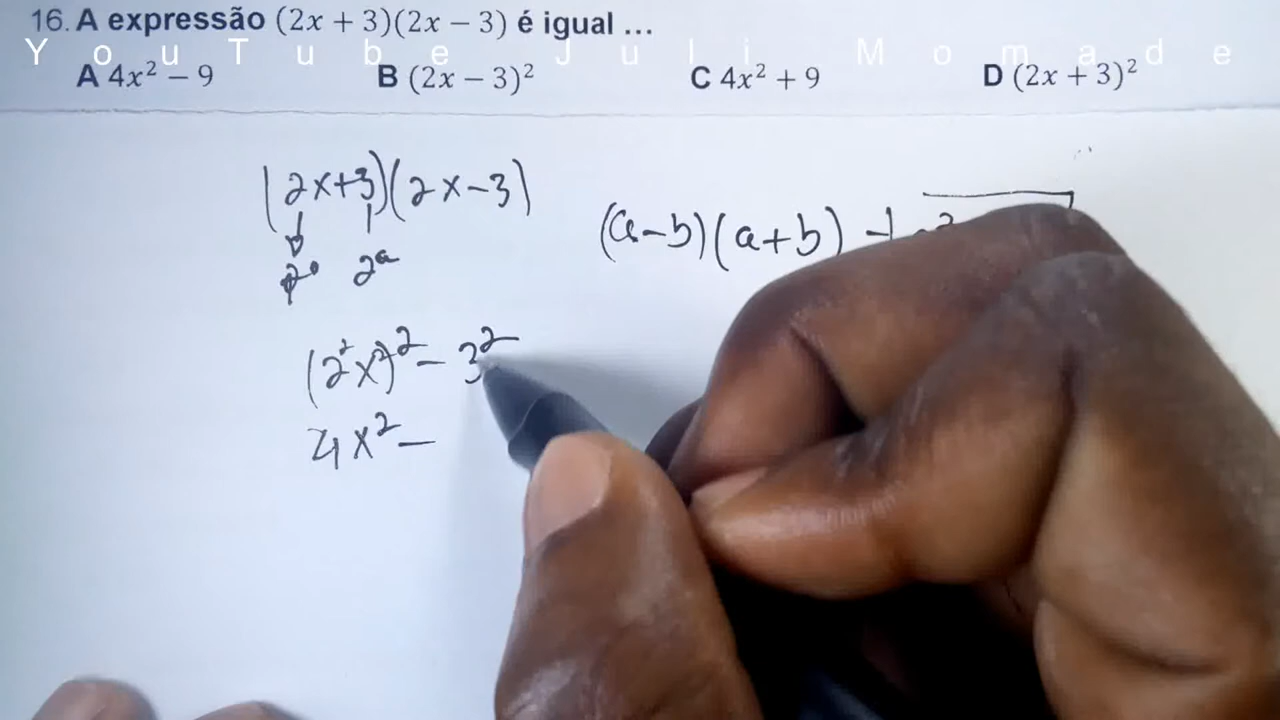 16. A expressão (2x + 3)(2x − 3) é igual ...
YouTube Juli Momade
A 4x² − 9 B (2x − 3)² C 4x² + 9 D (2x + 3)²
(2x+3)(2x-3)
(a-b)(a+b)
2ª
(2²x)² - 3²
4x² -